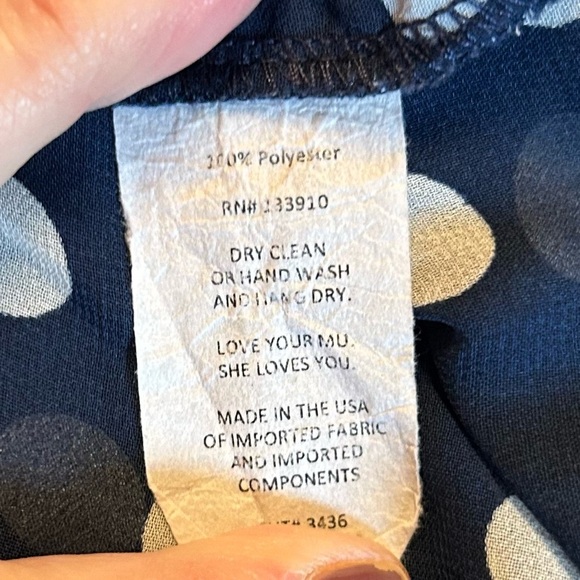 100% Polyester
RN# 133910
DRY CLEAN
OR HAND WASH
AND HANG DRY.
LOVE YOUR MU.
SHE LOVES YOU.
MADE IN THE USA
OF IMPORTED FABRIC
AND IMPORTED
COMPONENTS
3436